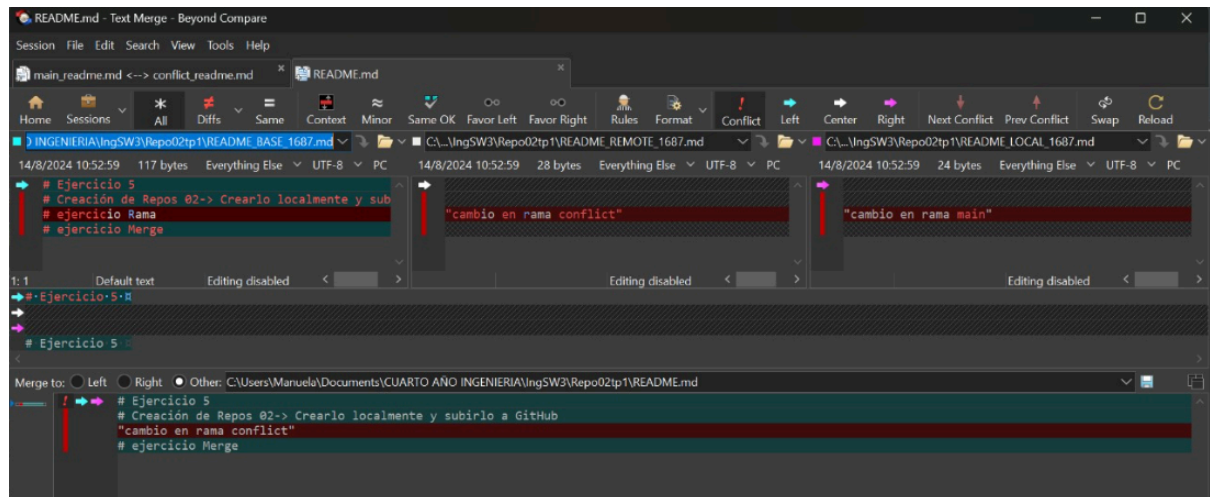 README.md - Text Merge - Beyond Compare
Session File Edit Search View Tools Help
main_readme.md <--> conflict_readme.md × README.md ×
Home Sessions All Diffs Same Context Minor Same OK Favor Left Favor Right Rules Format Conflict Left Center Right Next Conflict Prev Conflict Swap Reload
INGENIERIA\IngSW3\Repo02tp1\README_BASE_1687.md C:\...\IngSW3\Repo02tp1\README_REMOTE_1687.md C:\...\IngSW3\Repo02tp1\README_LOCAL_1687.md
14/8/2024 10:52:59 117 bytes Everything Else UTF-8 PC 14/8/2024 10:52:59 28 bytes Everything Else UTF-8 PC 14/8/2024 10:52:59 24 bytes Everything Else UTF-8 PC
# Ejercicio 5
# Creación de Repos 02-> Crearlo localmente y sub
# ejercicio Rama "cambio en rama conflict" "cambio en rama main"
# ejercicio Merge
1: 1 Default text Editing disabled Editing disabled Editing disabled
#·Ejercicio·5·¤
# Ejercicio 5
Merge to: Left Right Other: C:\Users\Manuela\Documents\CUARTO AÑO INGENIERIA\IngSW3\Repo02tp1\README.md
# Ejercicio 5
# Creación de Repos 02-> Crearlo localmente y subirlo a GitHub
"cambio en rama conflict"
# ejercicio Merge